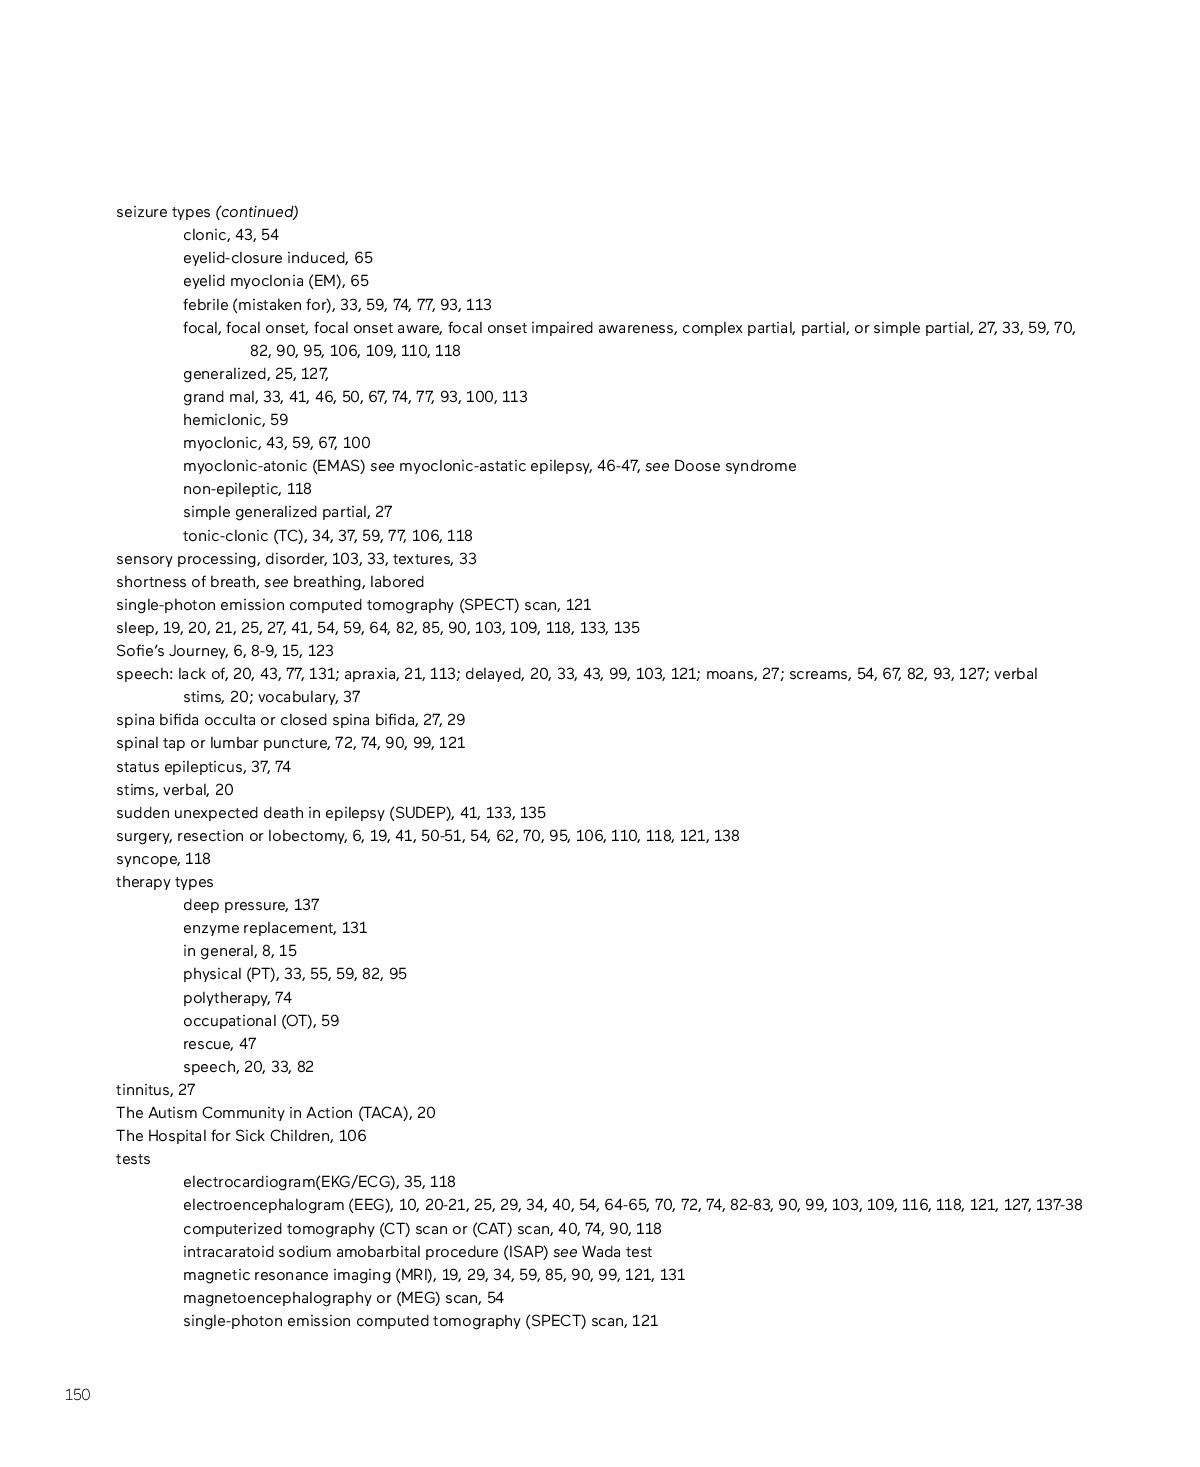 seizure types (continued)
clonic, 43, 54
eyelid-closure induced, 65
eyelid myoclonia (EM), 65
febrile (mistaken for), 33, 59, 74, 77, 93, 113
focal, focal onset, focal onset aware, focal onset impaired awareness, complex partial, partial, or simple partial, 27, 33, 59, 70,
82, 90, 95, 106, 109, 110, 118
generalized, 25, 127,
grand mal, 33, 41, 46, 50, 67, 74, 77, 93, 100, 113
hemiclonic, 59
myoclonic, 43, 59, 67, 100
myoclonic-atonic (EMAS) see myoclonic-astatic epilepsy, 46-47, see Doose syndrome
non-epileptic, 118
simple generalized partial, 27
tonic-clonic (TC), 34, 37, 59, 77, 106, 118
sensory processing, disorder, 103, 33, textures, 33
shortness of breath, see breathing, labored
single-photon emission computed tomography (SPECT) scan, 121
sleep, 19, 20, 21, 25, 27, 41, 54, 59, 64, 82, 85, 90, 103, 109, 118, 133, 135
Sofie's Journey, 6, 8-9, 15, 123
speech: lack of, 20, 43, 77, 131; apraxia, 21, 113; delayed, 20, 33, 43, 99, 103, 121; moans, 27; screams, 54, 67, 82, 93, 127; verbal
stims, 20; vocabulary, 37
spina bifida occulta or closed spina bifida, 27, 29
spinal tap or lumbar puncture, 72, 74, 90, 99, 121
status epilepticus, 37, 74
stims, verbal, 20
sudden unexpected death in epilepsy (SUDEP), 41, 133, 135
surgery, resection or lobectomy, 6, 19, 41, 50-51, 54, 62, 70, 95, 106, 110, 118, 121, 138
syncope, 118
therapy types
deep pressure, 137
enzyme replacement, 131
in general, 8, 15
physical (PT), 33, 55, 59, 82, 95
polytherapy, 74
occupational (OT), 59
rescue, 47
speech, 20, 33, 82
tinnitus, 27
The Autism Community in Action (TACA), 20
The Hospital for Sick Children, 106
tests
electrocardiogram(EKG/ECG), 35, 118
electroencephalogram (EEG), 10, 20-21, 25, 29, 34, 40, 54, 64-65, 70, 72, 74, 82-83, 90, 99, 103, 109, 116, 118, 121, 127, 137-38
computerized tomography (CT) scan or (CAT) scan, 40, 74, 90, 118
intracaratoid sodium amobarbital procedure (ISAP) see Wada test
magnetic resonance imaging (MRI), 19, 29, 34, 59, 85, 90, 99, 121, 131
magnetoencephalography or (MEG) scan, 54
single-photon emission computed tomography (SPECT) scan, 121
150